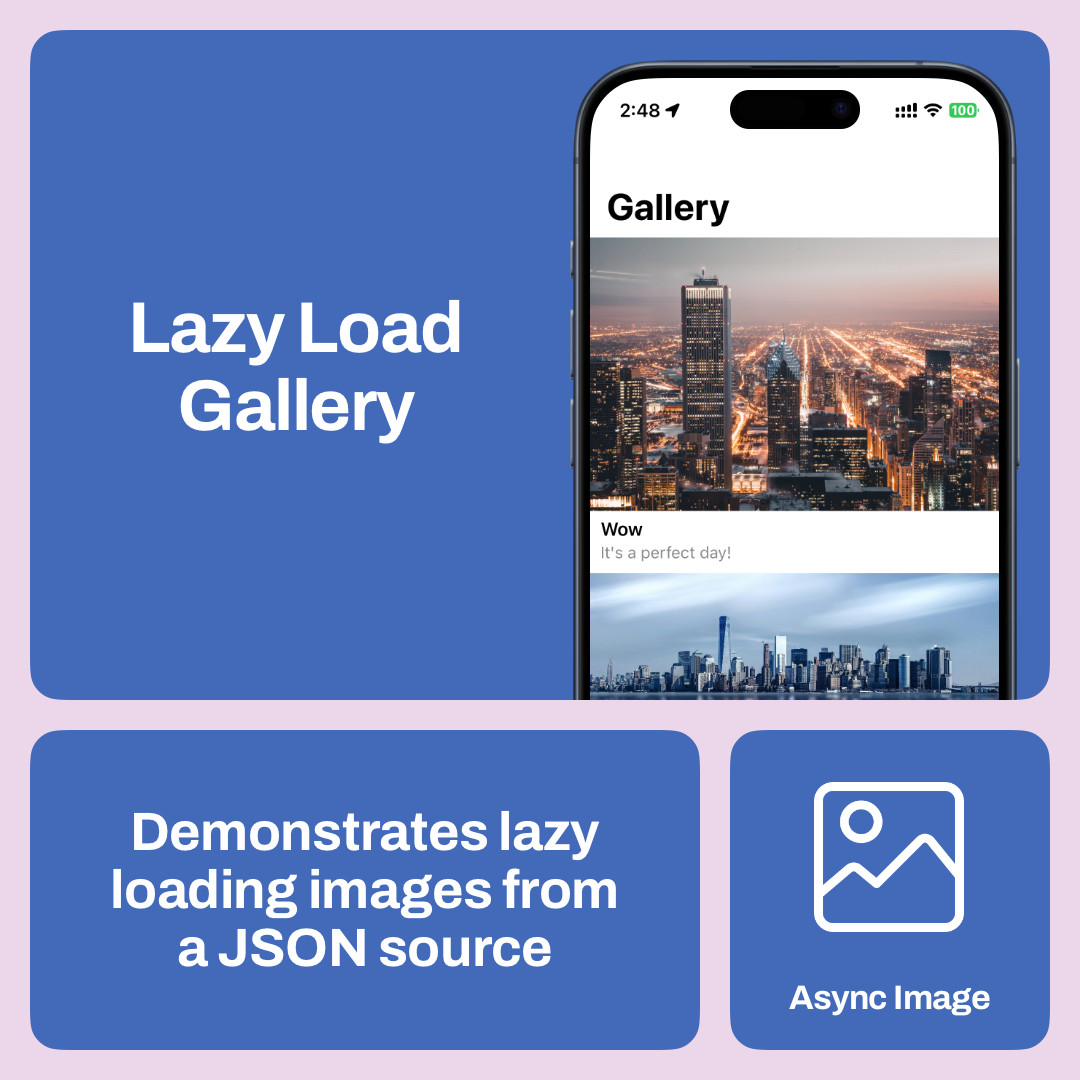 Lazy Load
Gallery
2:48
100
Gallery
Wow
It's a perfect day!
Demonstrates lazy
loading images from
a JSON source
Async Image